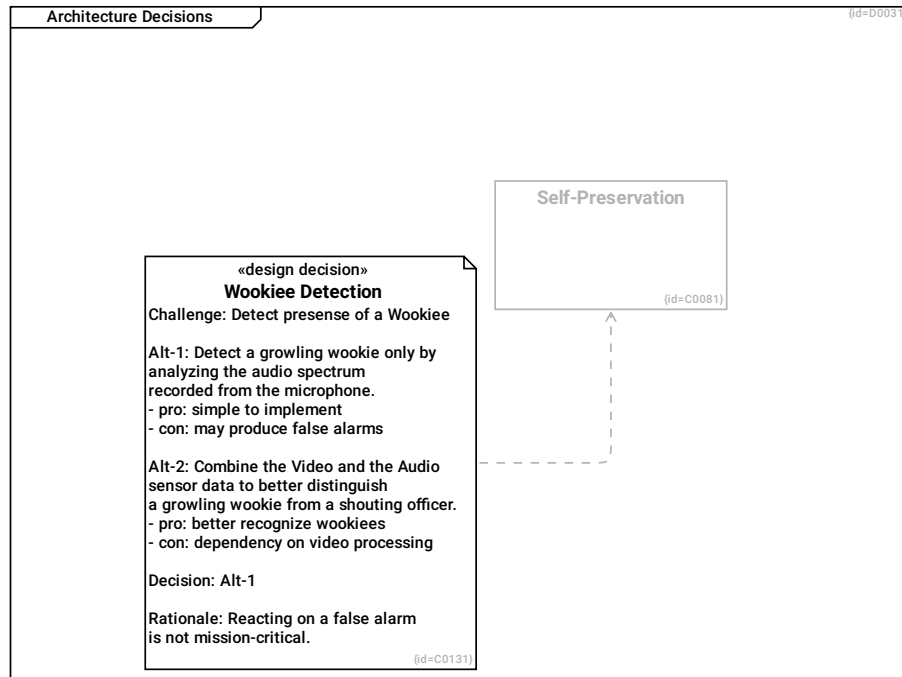 Architecture Decisions
{id=D0031
Self-Preservation
{id=C0081}
«design decision»
Wookiee Detection
Challenge: Detect presense of a Wookiee
Alt-1: Detect a growling wookie only by
analyzing the audio spectrum
recorded from the microphone.
- pro: simple to implement
- con: may produce false alarms
Alt-2: Combine the Video and the Audio
sensor data to better distinguish
a growling wookie from a shouting officer.
- pro: better recognize wookiees
- con: dependency on video processing
Decision: Alt-1
Rationale: Reacting on a false alarm
is not mission-critical.
{id=C0131}